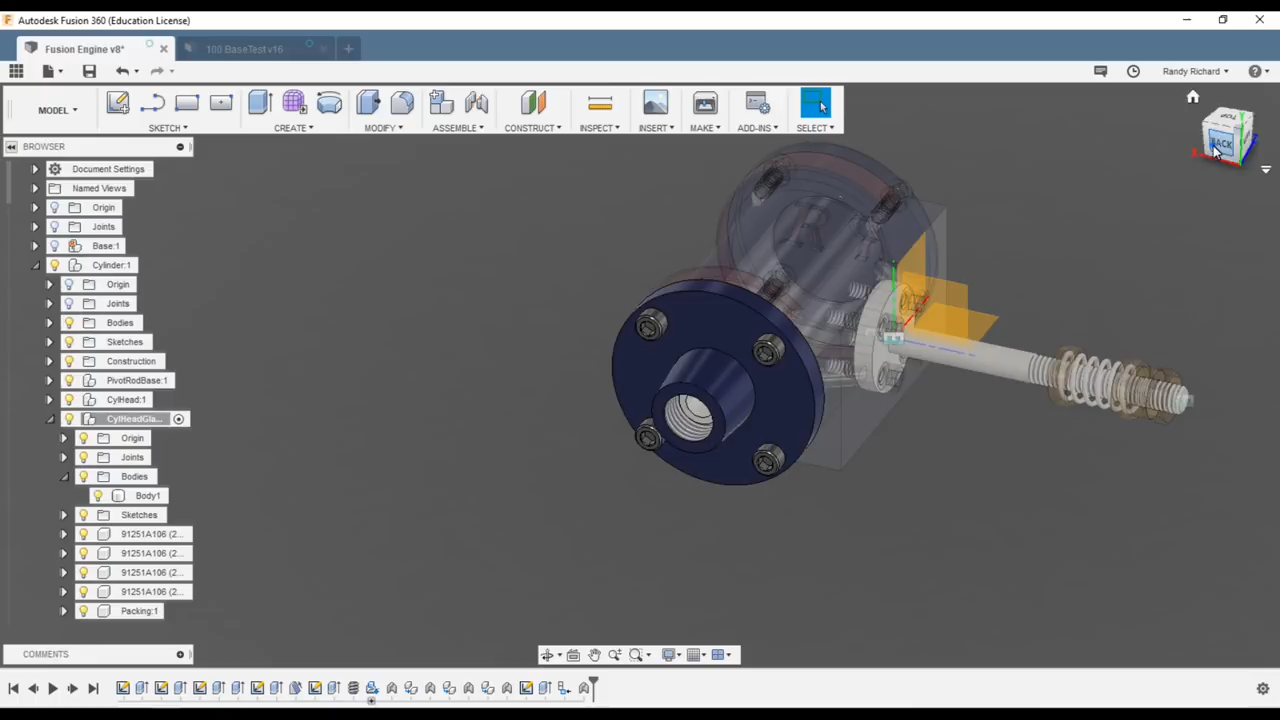 Autodesk Fusion 360 (Education License)
Fusion Engine v8*
100 BaseTest v16
Randy Richard
MODEL
SKETCH
CREATE
MODIFY
ASSEMBLE
CONSTRUCT
INSPECT
INSERT
MAKE
ADD-INS
SELECT
TOP
BACK
BROWSER
Document Settings
Named Views
Origin
Joints
Base:1
Cylinder:1
Origin
Joints
Bodies
Sketches
Construction
PivotRodBase:1
CylHead:1
CylHeadGla...
Origin
Joints
Bodies
Body1
Sketches
91251A106 (2...
91251A106 (2...
91251A106 (2...
91251A106 (2...
Packing:1
COMMENTS